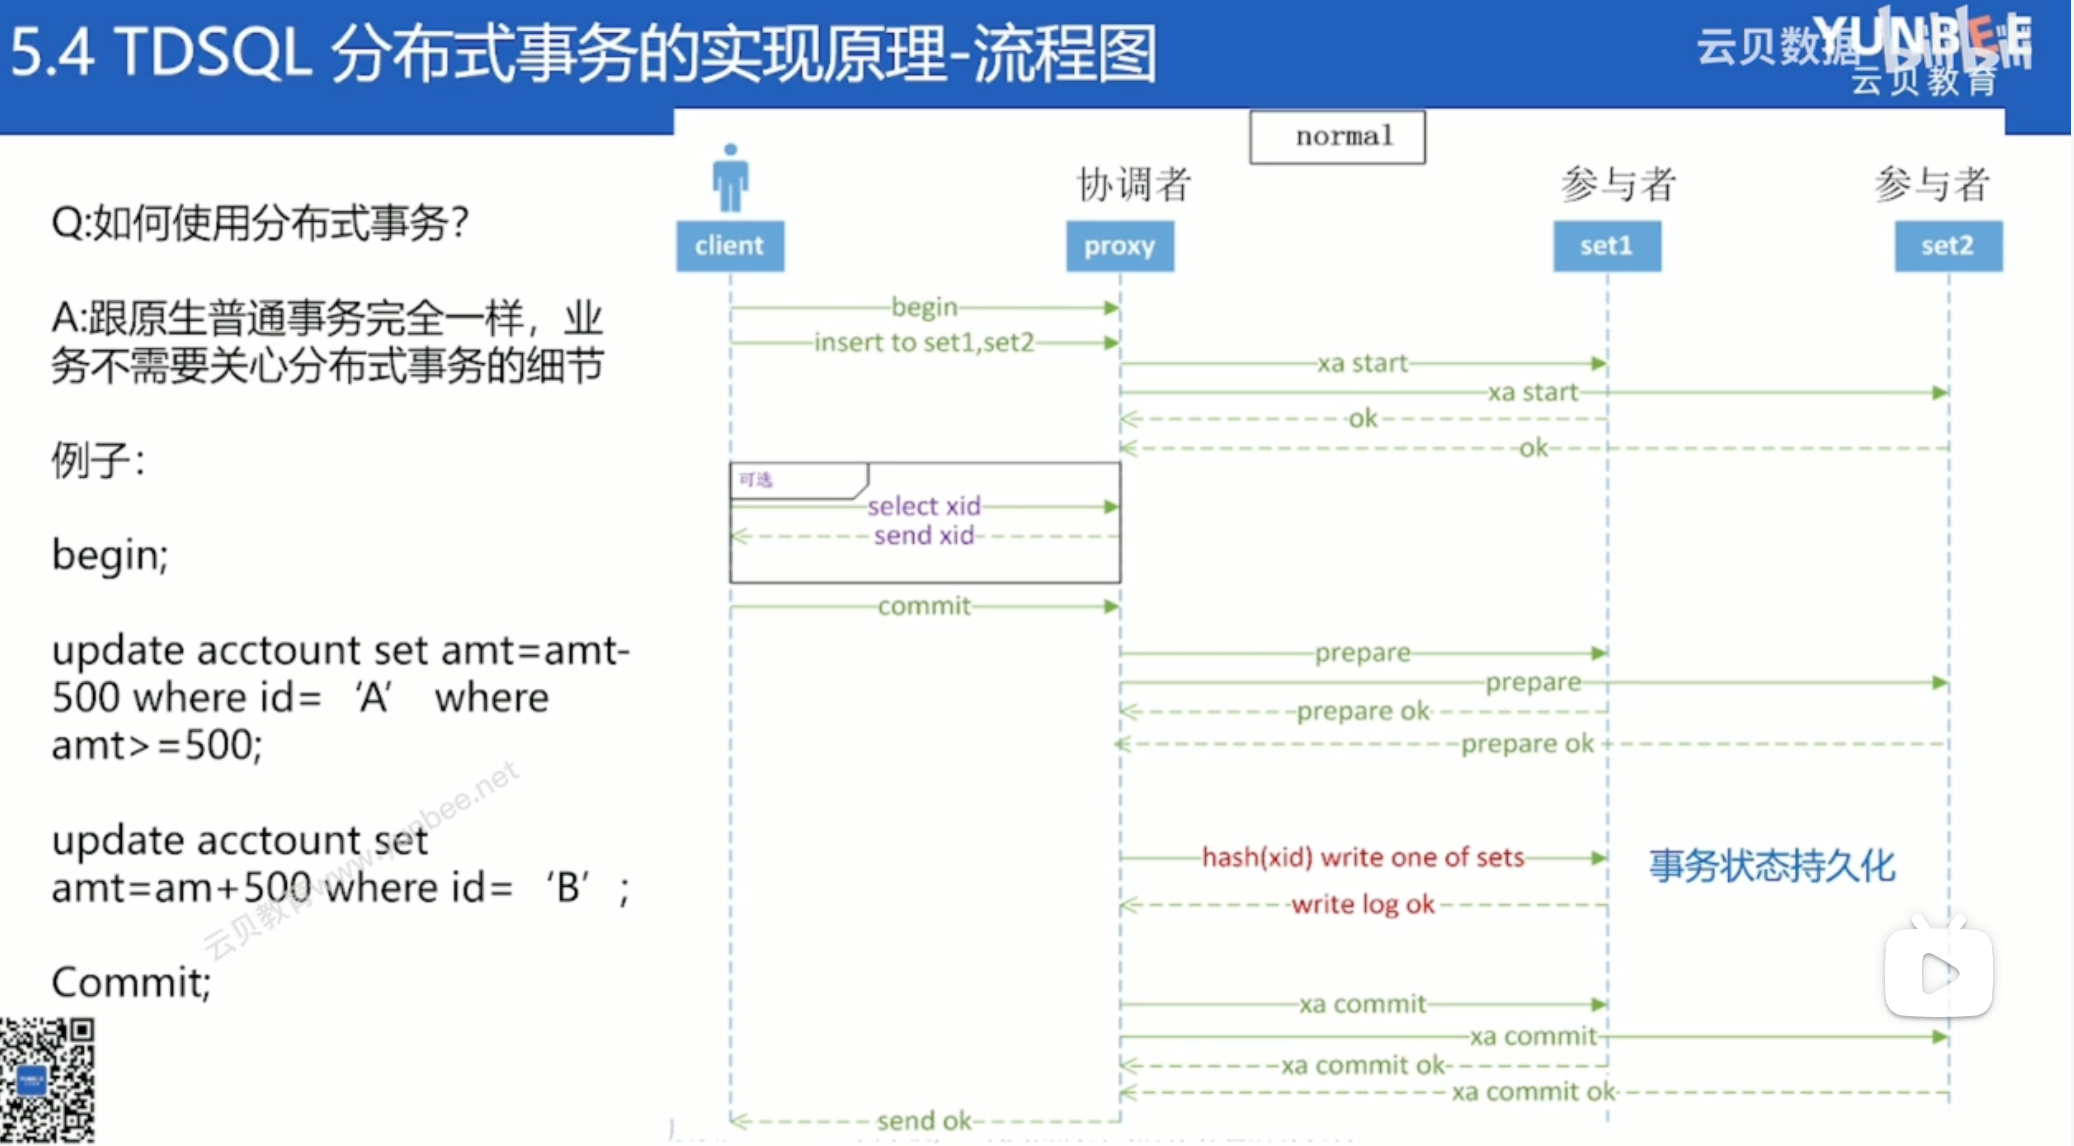 5.4 TDSQL 分布式事务的实现原理-流程图
云贝数据
YUNBEE
bilibili
云贝教育
normal
Q:如何使用分布式事务?
A:跟原生普通事务完全一样，业
务不需要关心分布式事务的细节
例子：
begin;
update acctount set amt=amt-
500 where id= ‘A’ where
amt>=500;
update acctount set
amt=am+500 where id= ‘B’ ;
Commit;
云贝教育www.yunbee.net
协调者
参与者
参与者
client
proxy
set1
set2
begin
insert to set1,set2
xa start
xa start
ok
ok
可选
select xid
send xid
commit
prepare
prepare
prepare ok
prepare ok
hash(xid) write one of sets
事务状态持久化
write log ok
xa commit
xa commit
xa commit ok
xa commit ok
send ok